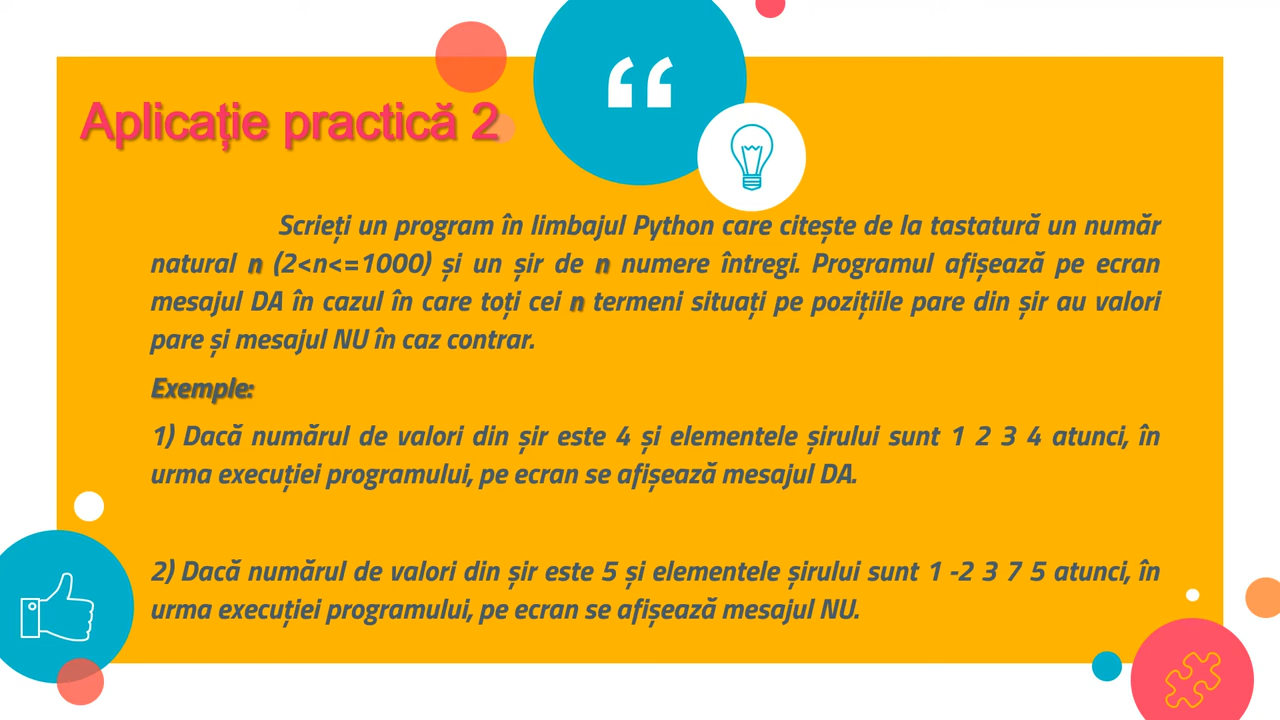 “
Aplicație practică 2
Scrieți un program în limbajul Python care citește de la tastatură un număr
natural n (2<n<=1000) și un șir de n numere întregi. Programul afișează pe ecran
mesajul DA în cazul în care toți cei n termeni situați pe pozițiile pare din șir au valori
pare și mesajul NU în caz contrar.
Exemple:
1) Dacă numărul de valori din șir este 4 și elementele șirului sunt 1 2 3 4 atunci, în
urma execuției programului, pe ecran se afișează mesajul DA.
2) Dacă numărul de valori din șir este 5 și elementele șirului sunt 1 -2 3 7 5 atunci, în
urma execuției programului, pe ecran se afișează mesajul NU.